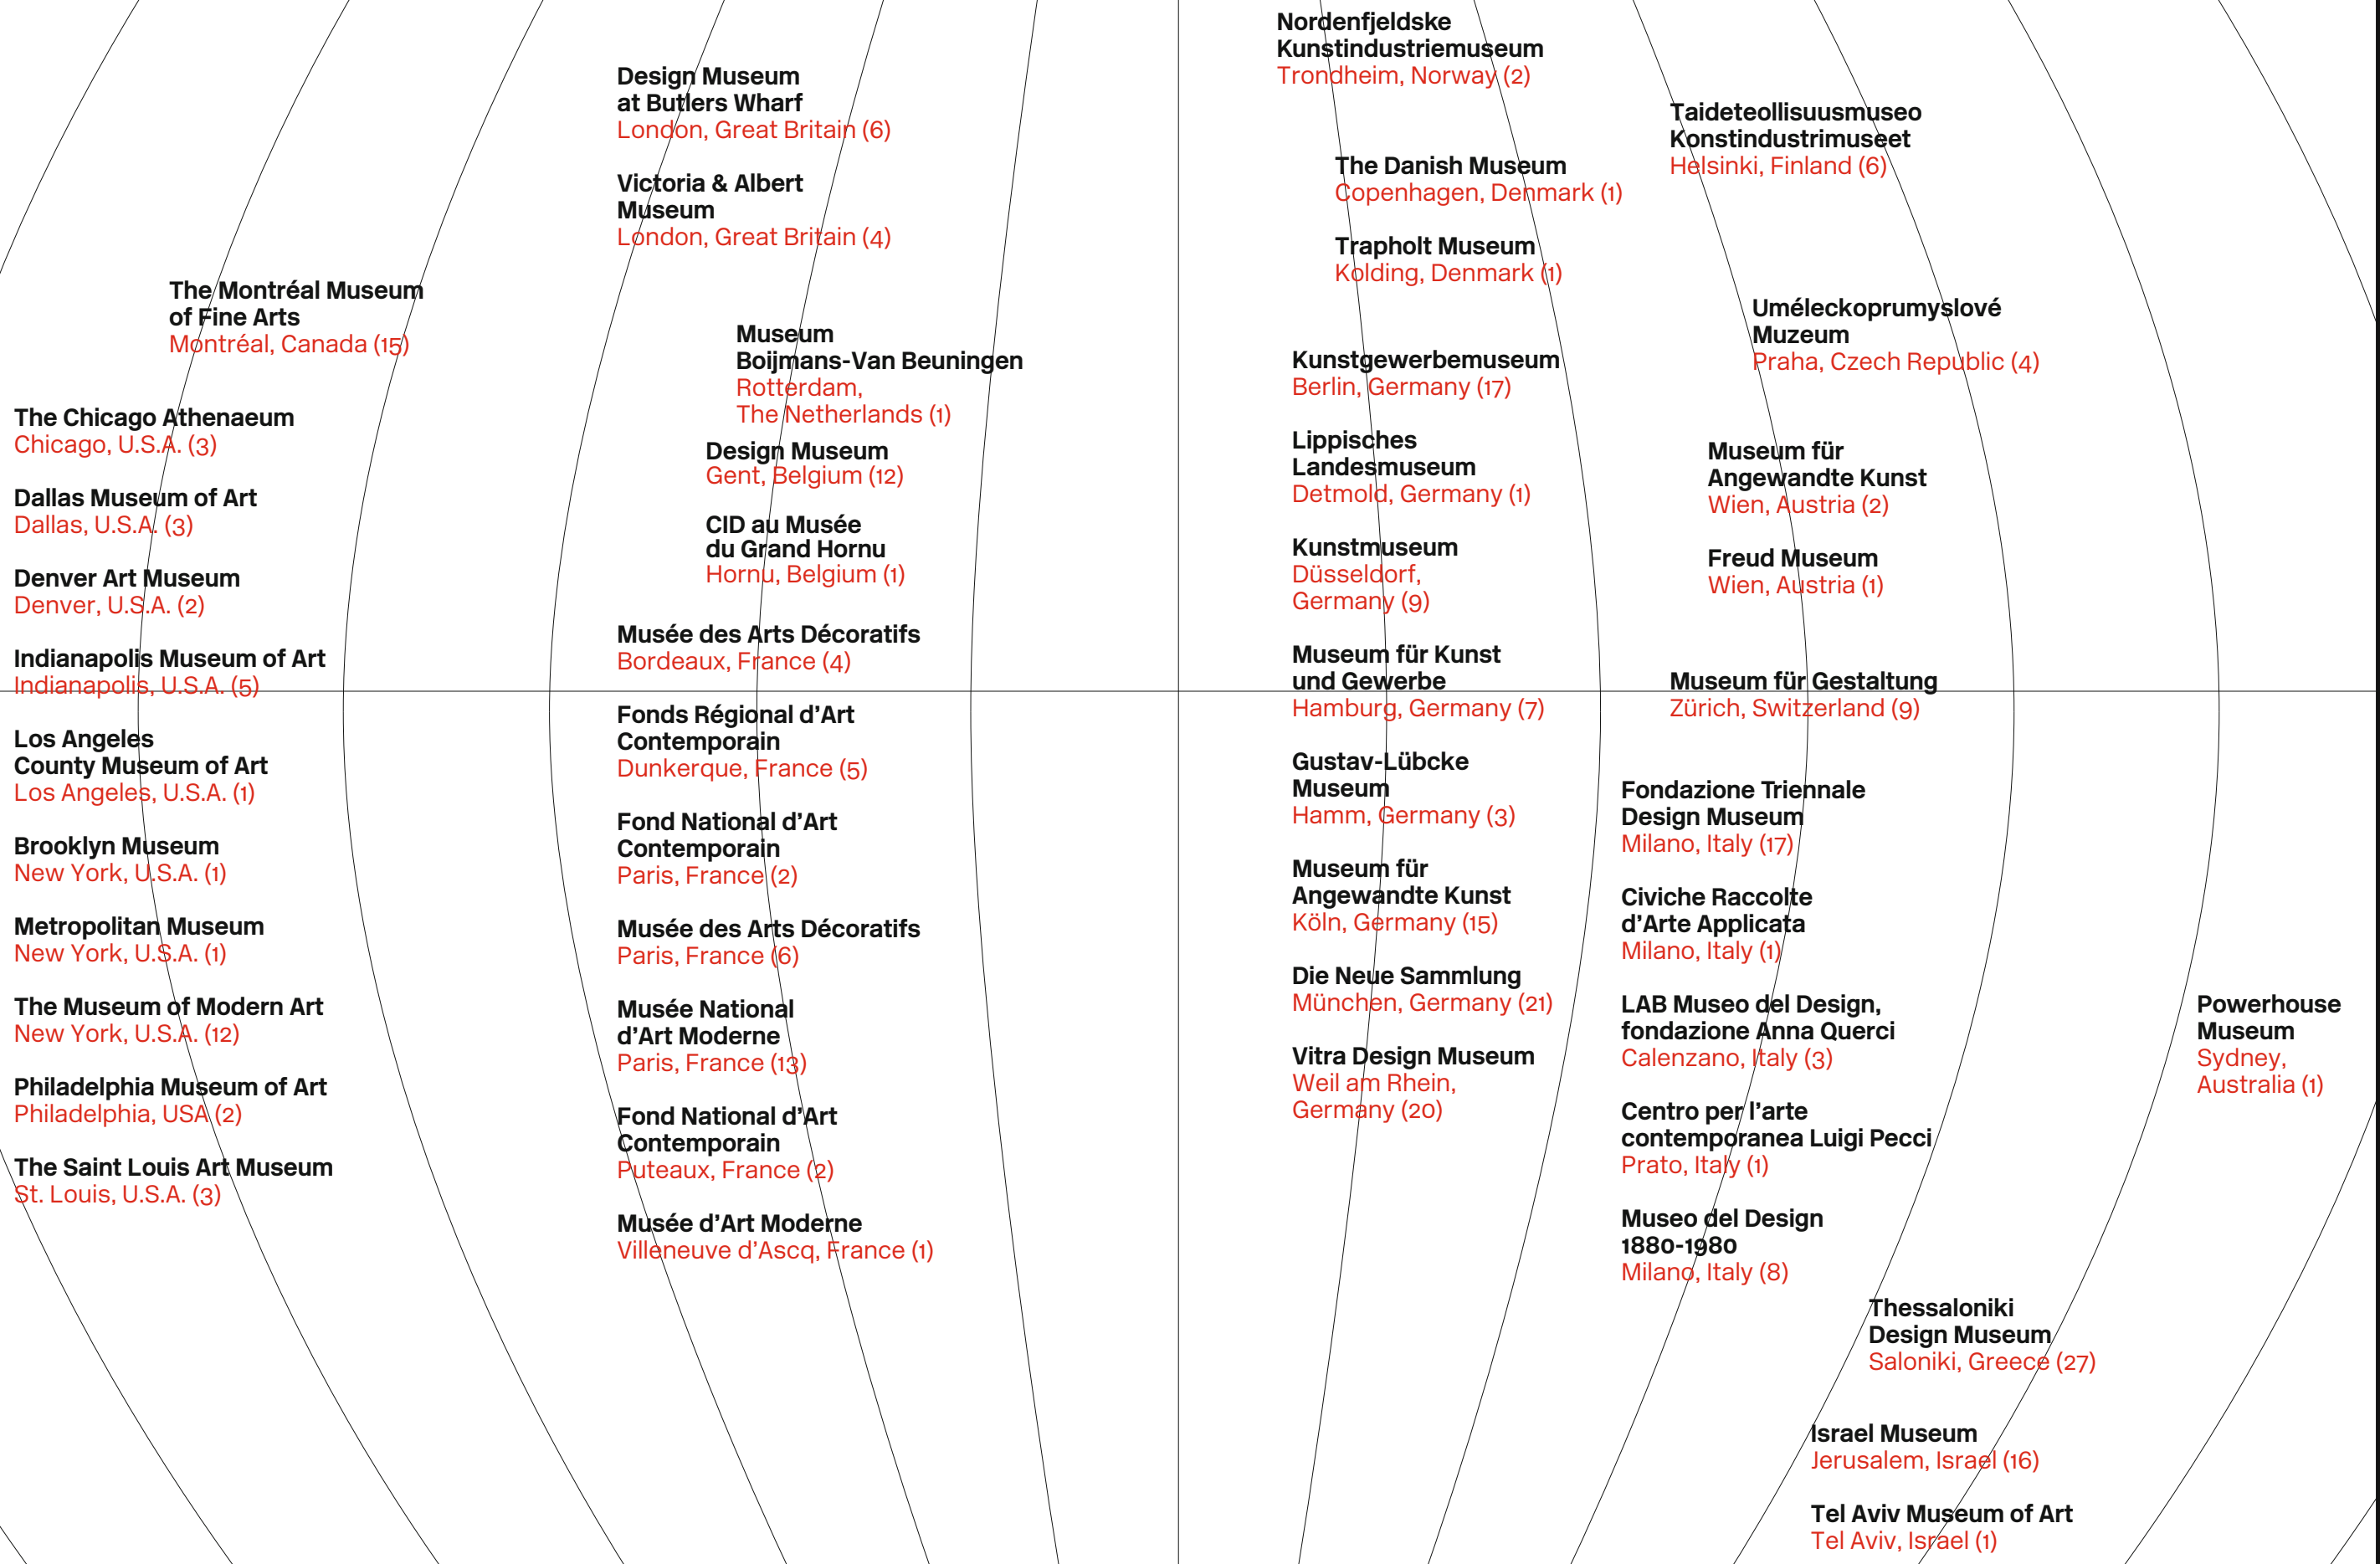 The Montréal Museum
of Fine Arts
Montréal, Canada (15)
The Chicago Athenaeum
Chicago, U.S.A. (3)
Dallas Museum of Art
Dallas, U.S.A. (3)
Denver Art Museum
Denver, U.S.A. (2)
Indianapolis Museum of Art
Indianapolis, U.S.A. (5)
Los Angeles
County Museum of Art
Los Angeles, U.S.A. (1)
Brooklyn Museum
New York, U.S.A. (1)
Metropolitan Museum
New York, U.S.A. (1)
The Museum of Modern Art
New York, U.S.A. (12)
Philadelphia Museum of Art
Philadelphia, USA (2)
The Saint Louis Art Museum
St. Louis, U.S.A. (3)
Design Museum
at Butlers Wharf
London, Great Britain (6)
Victoria & Albert
Museum
London, Great Britain (4)
Museum
Boijmans-Van Beuningen
Rotterdam,
The Netherlands (1)
Design Museum
Gent, Belgium (12)
CID au Musée
du Grand Hornu
Hornu, Belgium (1)
Musée des Arts Décoratifs
Bordeaux, France (4)
Fonds Régional d’Art
Contemporain
Dunkerque, France (5)
Fond National d’Art
Contemporain
Paris, France (2)
Musée des Arts Décoratifs
Paris, France (6)
Musée National
d’Art Moderne
Paris, France (13)
Fond National d’Art
Contemporain
Puteaux, France (2)
Musée d’Art Moderne
Villeneuve d’Ascq, France (1)
Nordenfjeldske
Kunstindustriemuseum
Trondheim, Norway (2)
The Danish Museum
Copenhagen, Denmark (1)
Trapholt Museum
Kolding, Denmark (1)
Kunstgewerbemuseum
Berlin, Germany (17)
Lippisches
Landesmuseum
Detmold, Germany (1)
Kunstmuseum
Düsseldorf,
Germany (9)
Museum für Kunst
und Gewerbe
Hamburg, Germany (7)
Gustav-Lübcke
Museum
Hamm, Germany (3)
Museum für
Angewandte Kunst
Köln, Germany (15)
Die Neue Sammlung
München, Germany (21)
Vitra Design Museum
Weil am Rhein,
Germany (20)
Taideteollisuusmuseo
Konstindustrimuseet
Helsinki, Finland (6)
Uméleckoprumyslové
Muzeum
Praha, Czech Republic (4)
Museum für
Angewandte Kunst
Wien, Austria (2)
Freud Museum
Wien, Austria (1)
Museum für Gestaltung
Zürich, Switzerland (9)
Fondazione Triennale
Design Museum
Milano, Italy (17)
Civiche Raccolte
d’Arte Applicata
Milano, Italy (1)
LAB Museo del Design,
fondazione Anna Querci
Calenzano, Italy (3)
Centro per l’arte
contemporanea Luigi Pecci
Prato, Italy (1)
Museo del Design
1880-1980
Milano, Italy (8)
Thessaloniki
Design Museum
Saloniki, Greece (27)
Israel Museum
Jerusalem, Israel (16)
Tel Aviv Museum of Art
Tel Aviv, Israel (1)
Powerhouse
Museum
Sydney,
Australia (1)